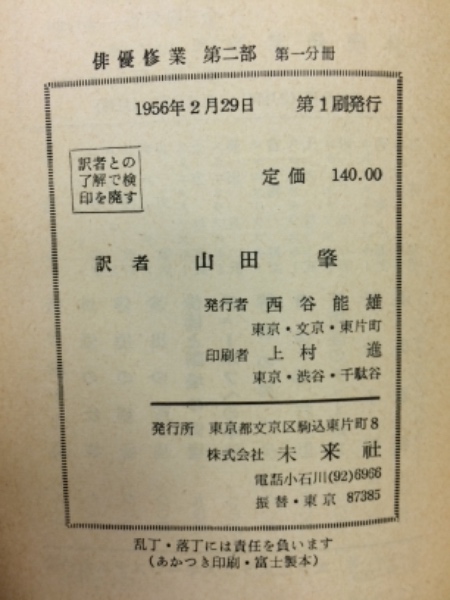 俳優修業 第二部 第一分冊
1956年2月29日 第1刷発行
訳者との
了解で検
印を廃す
定価 140.00
訳者 山田肇
発行者 西谷能雄
東京・文京・東片町
印刷者 上村進
東京・渋谷・千駄谷
発行所 東京都文京区駒込東片町8
株式会社 未来社
電話小石川(92)6966
振替・東京 87385
乱丁・落丁には責任を負います
(あかつき印刷・富士製本)